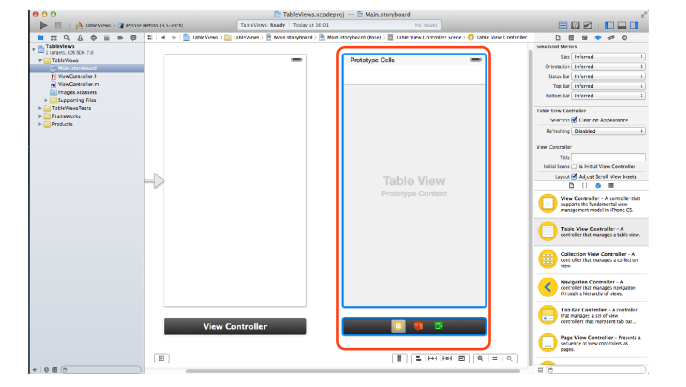 TableViews.xcodeproj — Main.storyboard
TableViews: Ready | Today at 16:01
No Issues
TableViews
iPhone Retina (3.5-inch)
TableViews
TableViews
Main.storyboard
Main.storyboard (Base)
Table View Controller Scene
Table View Controller
TableViews
2 targets, iOS SDK 7.0
TableViews
Main.storyboard
ViewController.h
ViewController.m
Images.xcassets
Supporting Files
TableViewsTests
Frameworks
Products
View Controller
Prototype Cells
Table View
Prototype Content
Simulated Metrics
Size Inferred
Orientation Inferred
Status Bar Inferred
Top Bar Inferred
Bottom Bar Inferred
Table View Controller
Selection Clear on Appearance
Refreshing Disabled
View Controller
Title
Initial Scene Is Initial View Controller
Layout Adjust Scroll View Insets
View Controller - A controller that
supports the fundamental view-
management model in iPhone OS.
Table View Controller - A
controller that manages a table view.
Collection View Controller - A
controller that manages a collection
view.
Navigation Controller - A
controller that manages navigation
through a hierarchy of views.
Tab Bar Controller - A controller
that manages a set of view
controllers that represent tab bar...
Page View Controller - Presents a
sequence of view controllers as
pages.